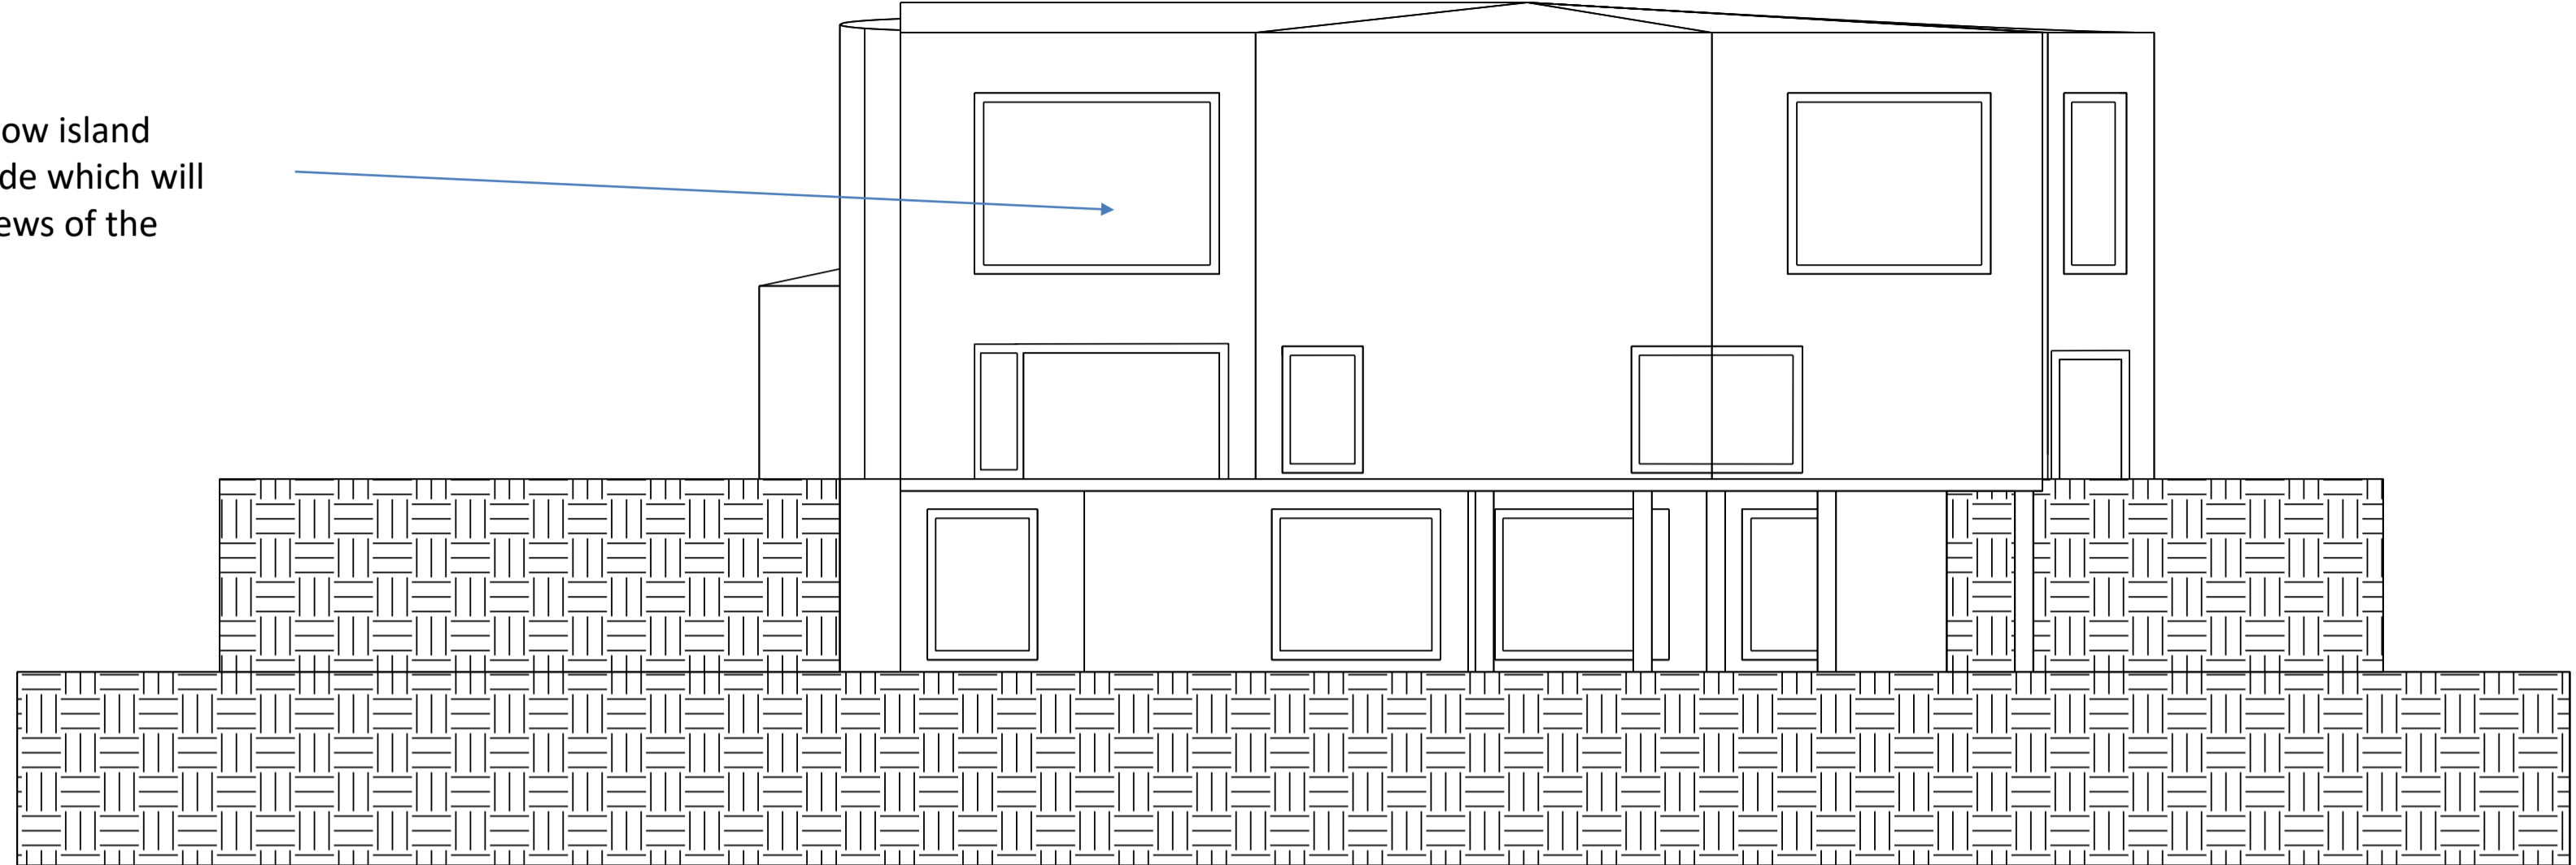 ow island
de which will
ews of the